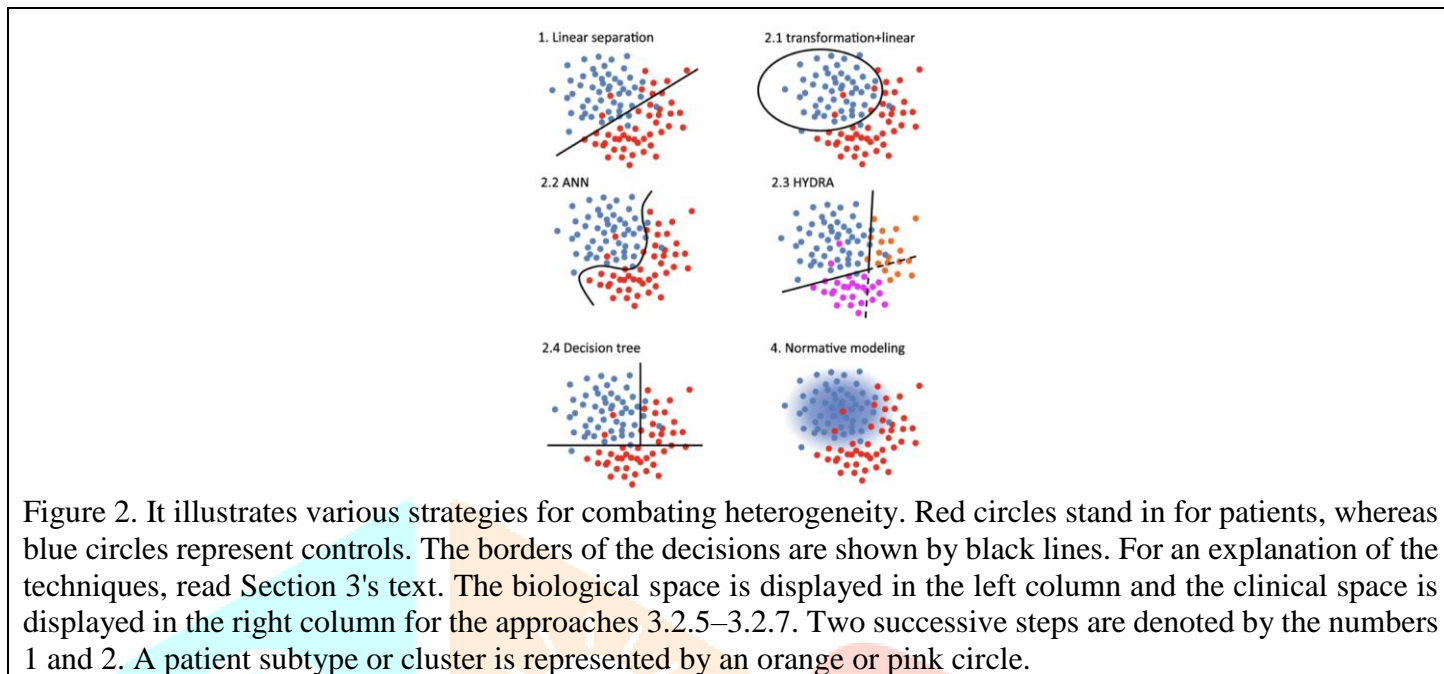 1. Linear separation
2.1 transformation+linear
2.2 ANN
2.3 HYDRA
2.4 Decision tree
4. Normative modeling
Figure 2. It illustrates various strategies for combating heterogeneity. Red circles stand in for patients, whereas
blue circles represent controls. The borders of the decisions are shown by black lines. For an explanation of the
techniques, read Section 3's text. The biological space is displayed in the left column and the clinical space is
displayed in the right column for the approaches 3.2.5–3.2.7. Two successive steps are denoted by the numbers
1 and 2. A patient subtype or cluster is represented by an orange or pink circle.